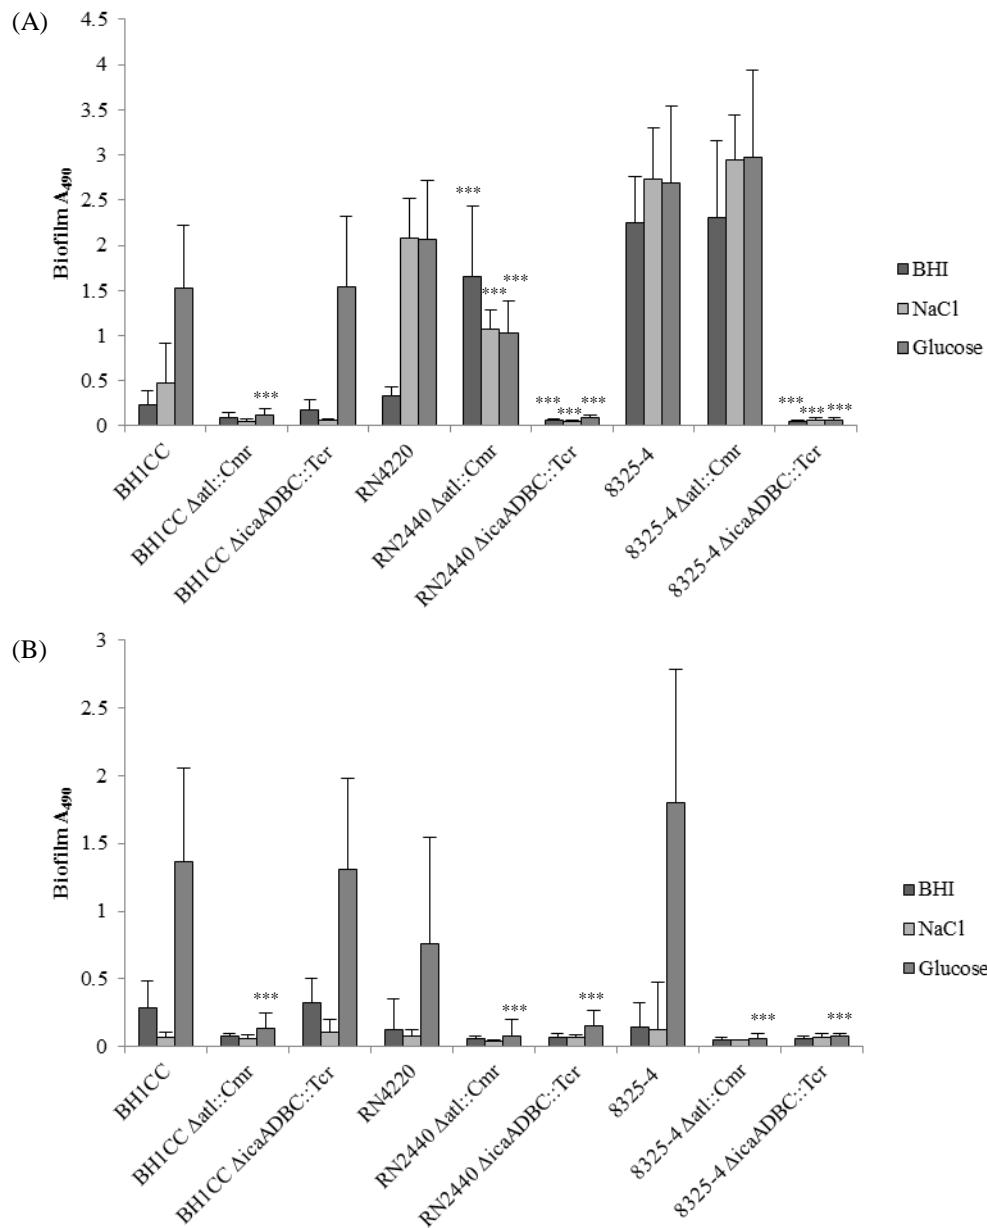 (A)
4.5
4
3.5
3
2.5
2
1.5
1
0.5
0
Biofilm A490
***
***
***
***
***
***
***
***
***
***
BHI
NaCl
Glucose
BH1CC
BH1CC Δatl::Cmr
BH1CC ΔicaADBC::Tcr
RN4220
RN2440 Δatl::Cmr
RN2440 ΔicaADBC::Tcr
8325-4
8325-4 Δatl::Cmr
8325-4 ΔicaADBC::Tcr
(B)
3
2.5
2
1.5
1
0.5
0
Biofilm A490
***
***
***
***
***
BHI
NaCl
Glucose
BH1CC
BH1CC Δatl::Cmr
BH1CC ΔicaADBC::Tcr
RN4220
RN2440 Δatl::Cmr
RN2440 ΔicaADBC::Tcr
8325-4
8325-4 Δatl::Cmr
8325-4 ΔicaADBC::Tcr